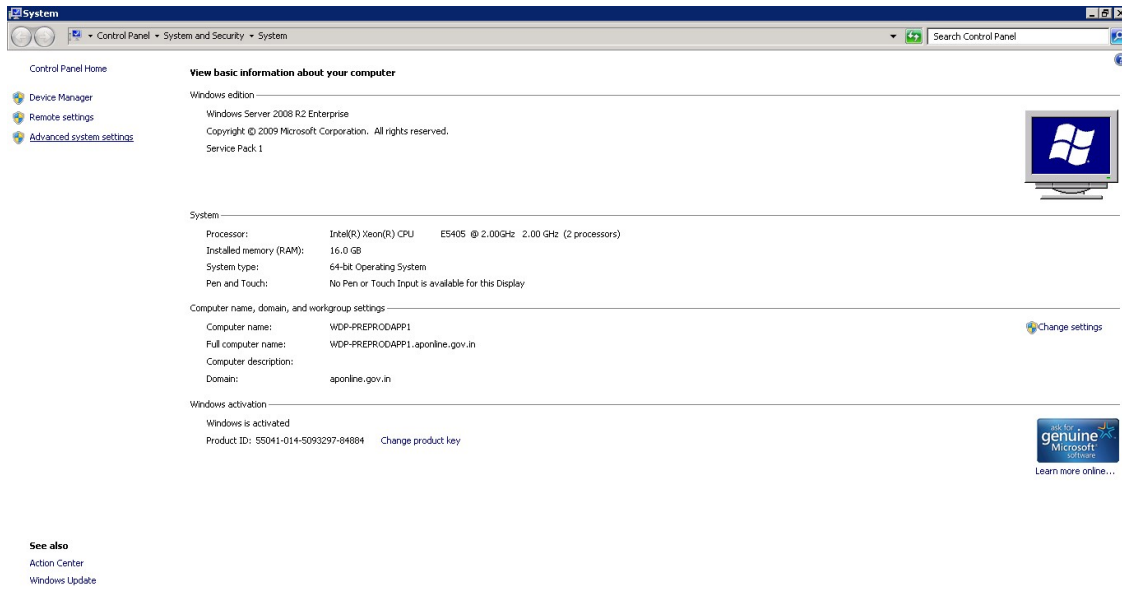 System
Control Panel System and Security System
Search Control Panel
Control Panel Home
Device Manager
Remote settings
Advanced system settings
View basic information about your computer
Windows edition
Windows Server 2008 R2 Enterprise
Copyright © 2009 Microsoft Corporation. All rights reserved.
Service Pack 1
System
Processor: Intel(R) Xeon(R) CPU E5405 @ 2.00GHz 2.00 GHz (2 processors)
Installed memory (RAM): 16.0 GB
System type: 64-bit Operating System
Pen and Touch: No Pen or Touch Input is available for this Display
Computer name, domain, and workgroup settings
Computer name: WDP-PREPRODAPP1
Change settings
Full computer name: WDP-PREPRODAPP1.aponline.gov.in
Computer description:
Domain: aponline.gov.in
Windows activation
Windows is activated
Product ID: 55041-014-5093297-84884 Change product key
ask for
genuine
Microsoft
software
Learn more online...
See also
Action Center
Windows Update